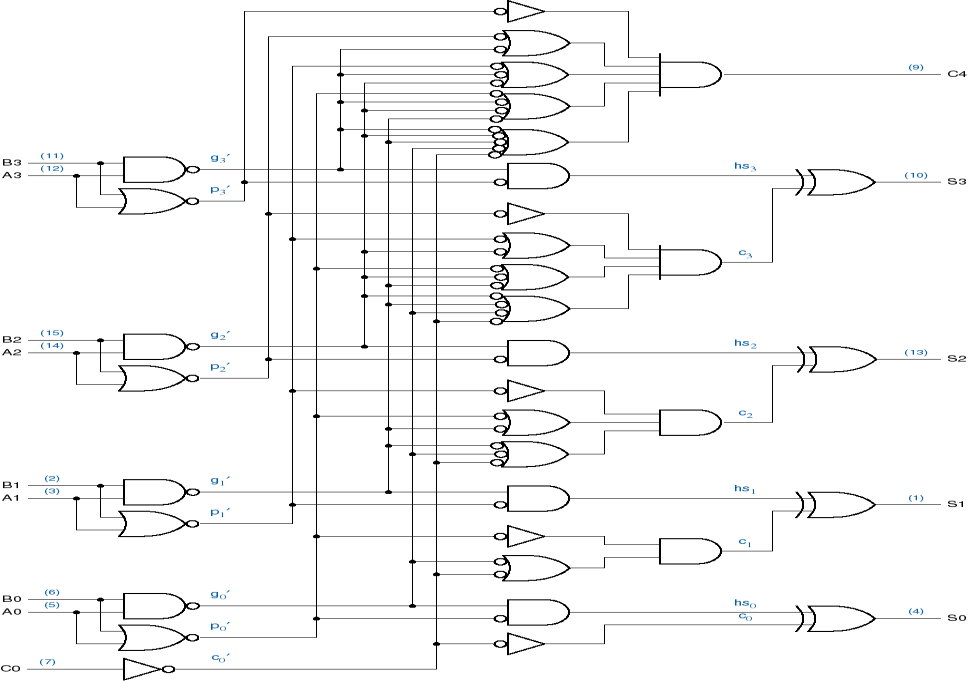 (9) C4
B3 (11) g3′ hs3
A3 (12) (10) S3
p3′
c3
B2 (15) g2′ hs2
A2 (14) (13) S2
p2′
c2
B1 (2) g1′ hs1
A1 (3) (1) S1
p1′
c1
B0 (6) g0′ hs0
A0 (5) c0 (4) S0
p0′
C0 (7) c0′